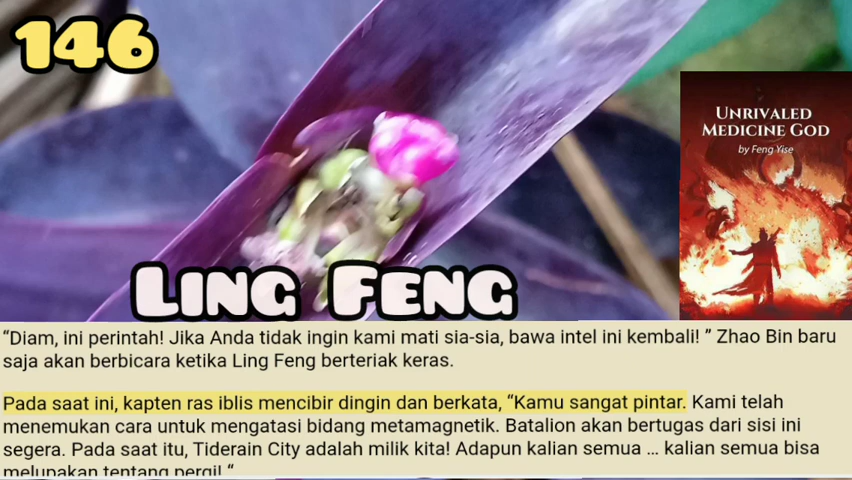 146
UNRIVALED
MEDICINE GOD
by Feng Yise
LING FENG
“Diam, ini perintah! Jika Anda tidak ingin kami mati sia-sia, bawa intel ini kembali! ” Zhao Bin baru
saja akan berbicara ketika Ling Feng berteriak keras.
Pada saat ini, kapten ras iblis mencibir dingin dan berkata, “Kamu sangat pintar. Kami telah
menemukan cara untuk mengatasi bidang metamagnetik. Batalion akan bertugas dari sisi ini
segera. Pada saat itu, Tiderain City adalah milik kita! Adapun kalian semua ... kalian semua bisa
melupakan tentang pergi! “